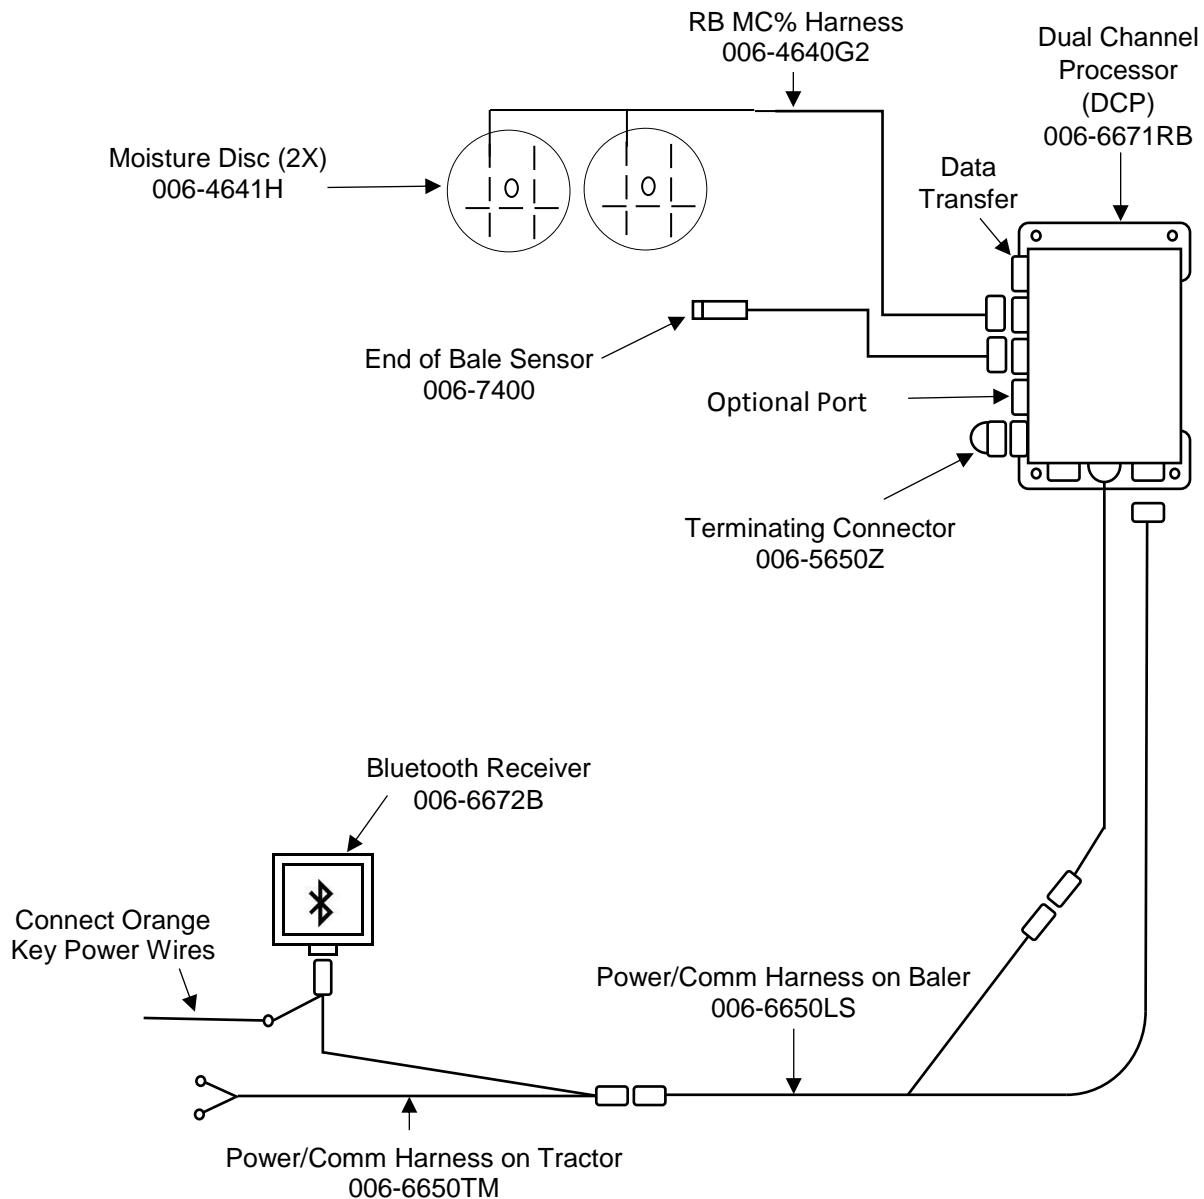 RB MC% Harness
006-4640G2
Dual Channel
Processor
(DCP)
006-6671RB
Moisture Disc (2X)
006-4641H
Data
Transfer
End of Bale Sensor
006-7400
Optional Port
Terminating Connector
006-5650Z
Bluetooth Receiver
006-6672B
Connect Orange
Key Power Wires
Power/Comm Harness on Baler
006-6650LS
Power/Comm Harness on Tractor
006-6650TM